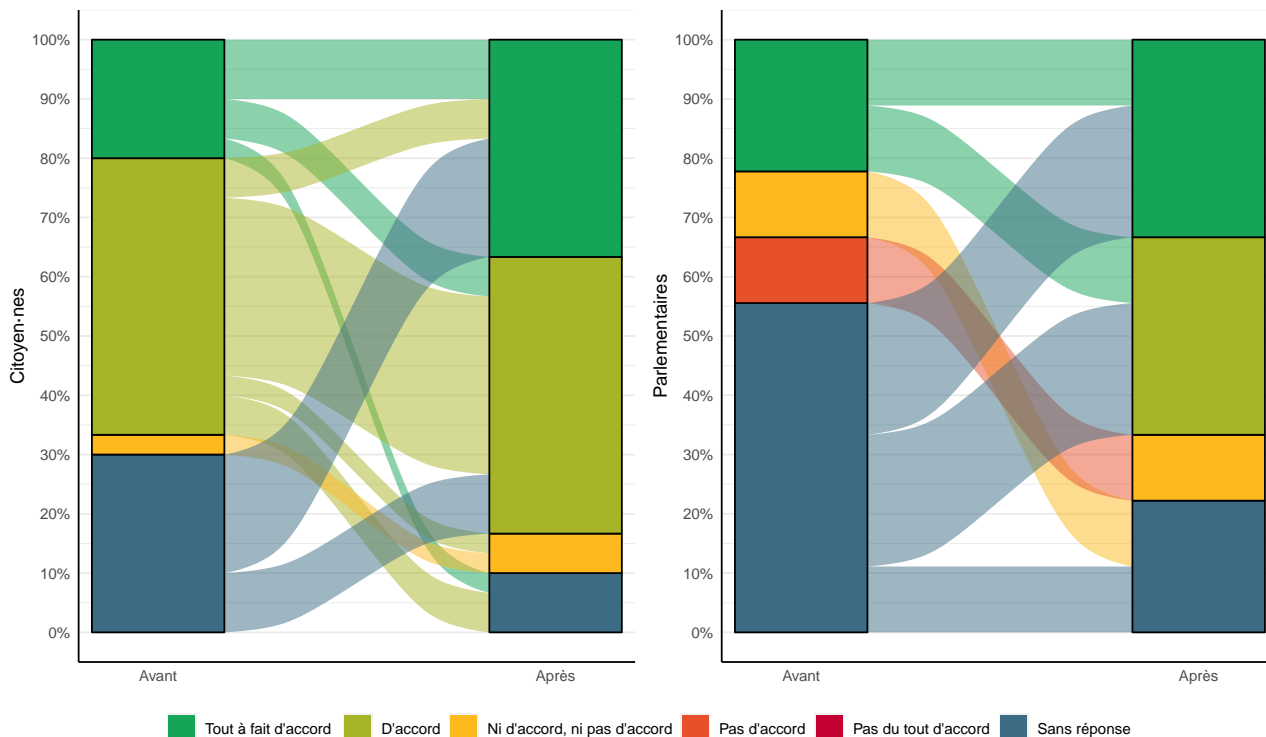 Citoyen·nes
100%
90%
80%
70%
60%
50%
40%
30%
20%
10%
0%
Avant
Après
Parlementaires
100%
90%
80%
70%
60%
50%
40%
30%
20%
10%
0%
Avant
Après
Tout à fait d'accord
D'accord
Ni d'accord, ni pas d'accord
Pas d'accord
Pas du tout d'accord
Sans réponse